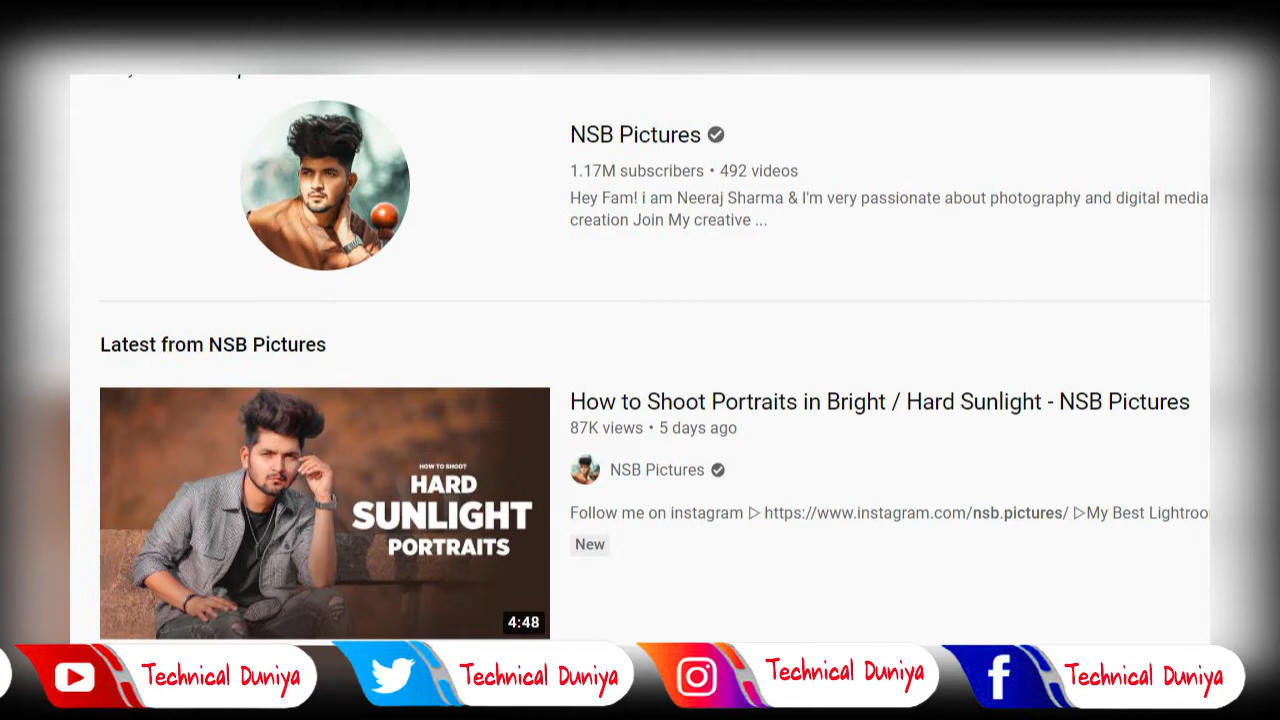 NSB Pictures
1.17M subscribers • 492 videos
Hey Fam! i am Neeraj Sharma & I'm very passionate about photography and digital media
creation Join My creative ...
Latest from NSB Pictures
HOW TO SHOOT
HARD
SUNLIGHT
PORTRAITS
4:48
How to Shoot Portraits in Bright / Hard Sunlight - NSB Pictures
87K views • 5 days ago
NSB Pictures
Follow me on instagram ▷ https://www.instagram.com/nsb.pictures/ ▷My Best
New
Technical Duniya
Technical Duniya
Technical Duniya
Technical Duniya